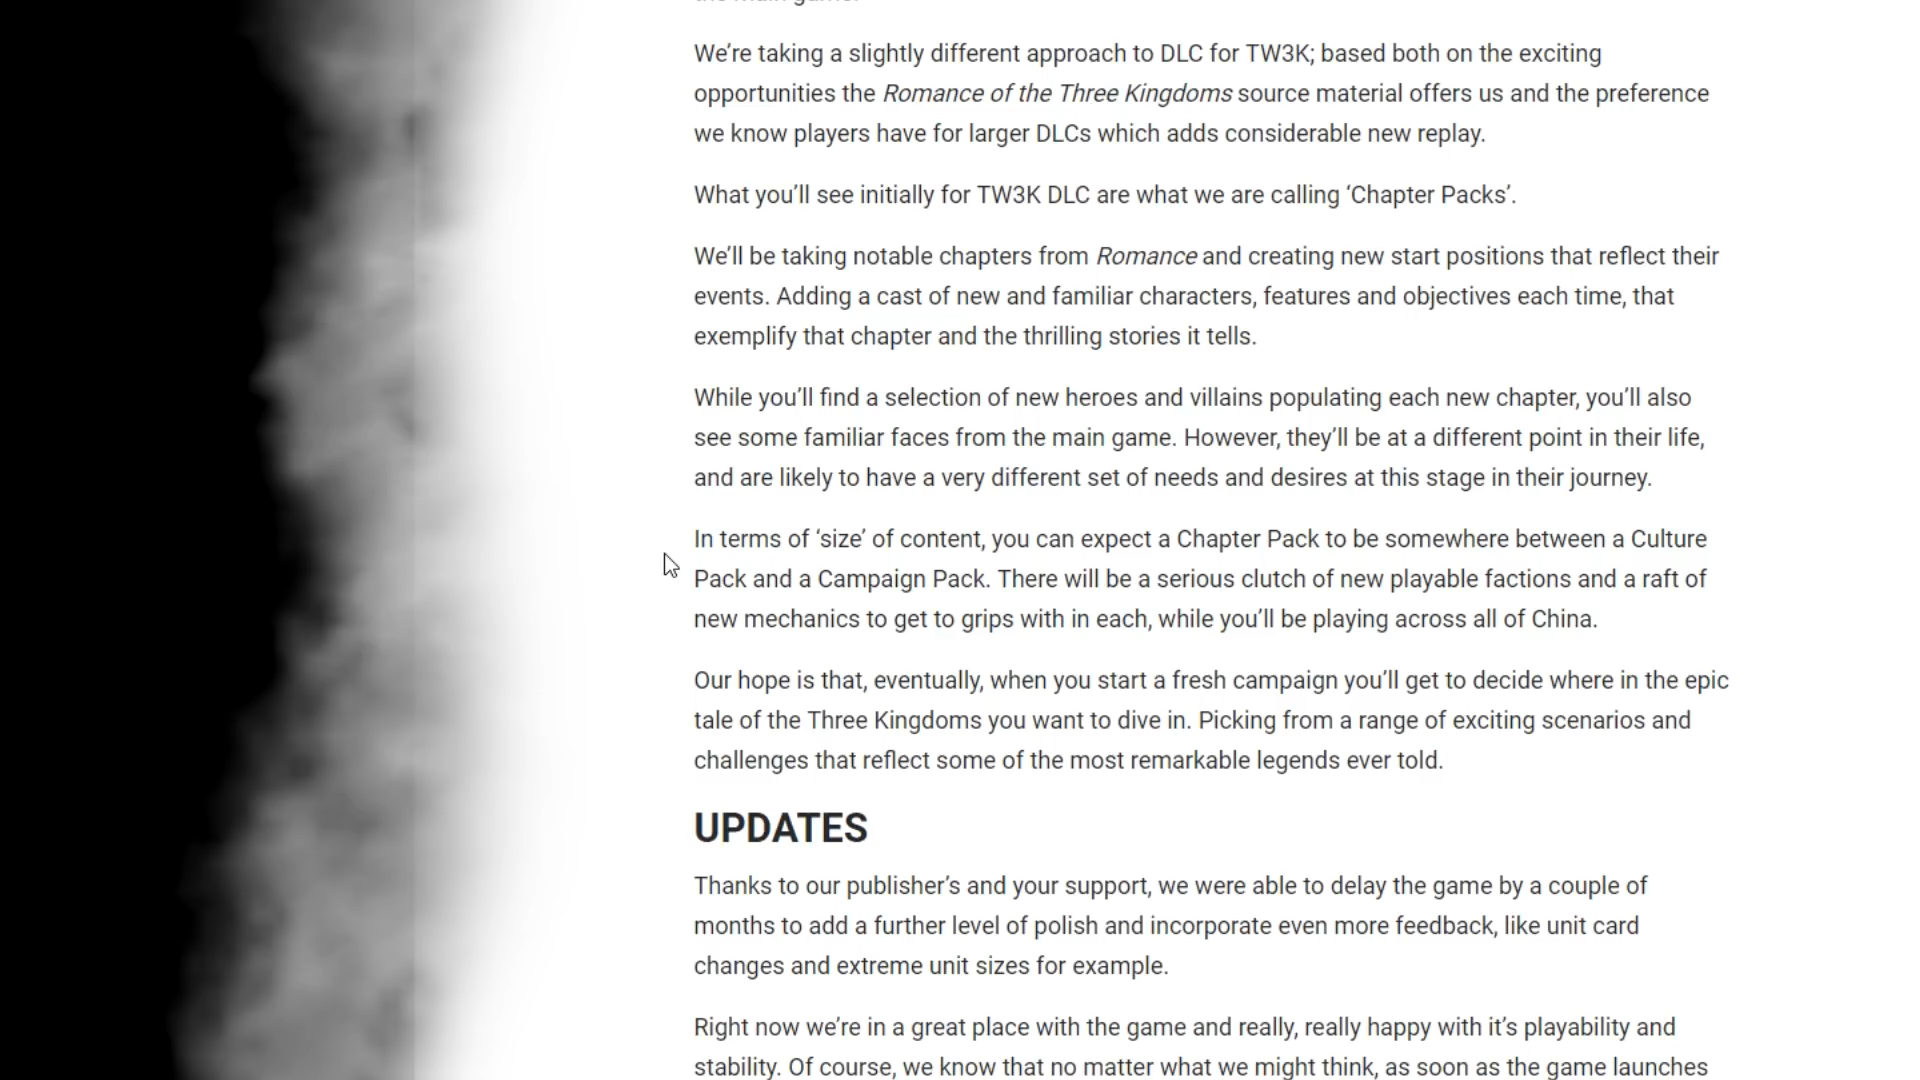 We’re taking a slightly different approach to DLC for TW3K; based both on the exciting
opportunities the Romance of the Three Kingdoms source material offers us and the preference
we know players have for larger DLCs which adds considerable new replay.
What you’ll see initially for TW3K DLC are what we are calling ‘Chapter Packs’.
We’ll be taking notable chapters from Romance and creating new start positions that reflect their
events. Adding a cast of new and familiar characters, features and objectives each time, that
exemplify that chapter and the thrilling stories it tells.
While you’ll find a selection of new heroes and villains populating each new chapter, you’ll also
see some familiar faces from the main game. However, they’ll be at a different point in their life,
and are likely to have a very different set of needs and desires at this stage in their journey.
In terms of ‘size’ of content, you can expect a Chapter Pack to be somewhere between a Culture
Pack and a Campaign Pack. There will be a serious clutch of new playable factions and a raft of
new mechanics to get to grips with in each, while you’ll be playing across all of China.
Our hope is that, eventually, when you start a fresh campaign you’ll get to decide where in the epic
tale of the Three Kingdoms you want to dive in. Picking from a range of exciting scenarios and
challenges that reflect some of the most remarkable legends ever told.
UPDATES
Thanks to our publisher’s and your support, we were able to delay the game by a couple of
months to add a further level of polish and incorporate even more feedback, like unit card
changes and extreme unit sizes for example.
Right now we’re in a great place with the game and really, really happy with it’s playability and
stability. Of course, we know that no matter what we might think, as soon as the game launches